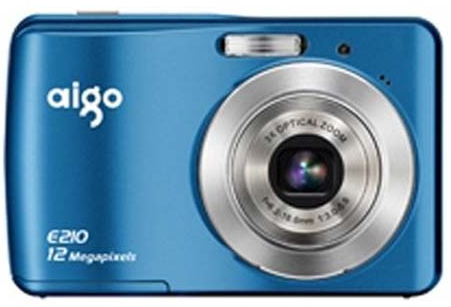 aigo
3X OPTICAL ZOOM
E210
12 Megapixels